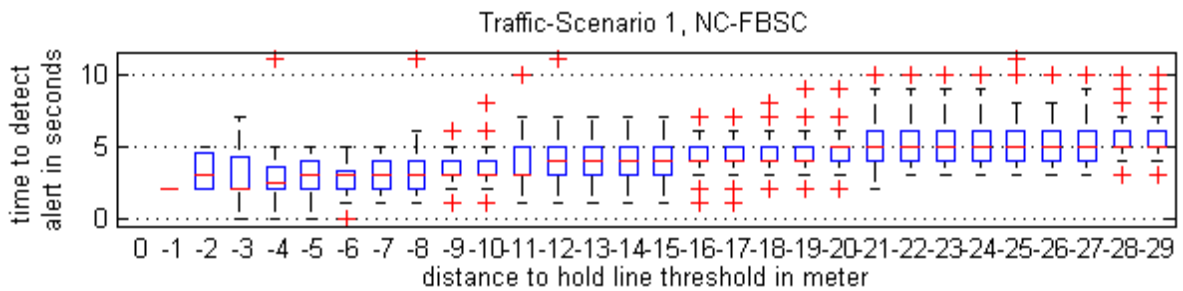 Traffic-Scenario 1, NC-FBSC
time to detect
alert in seconds
10
5
0
0 -1 -2 -3 -4 -5 -6 -7 -8 -9 -10 -11 -12 -13 -14 -15 -16 -17 -18 -19 -20 -21 -22 -23 -24 -25 -26 -27 -28 -29
distance to hold line threshold in meter